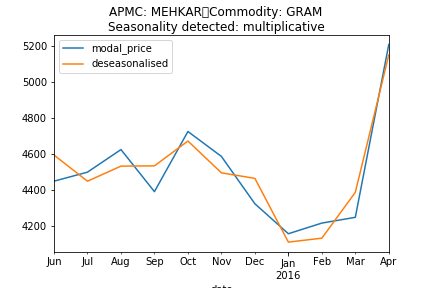 APMC: MEHKAR Commodity: GRAM
Seasonality detected: multiplicative
modal_price
deseasonalised
5200
5000
4800
4600
4400
4200
Jun Jul Aug Sep Oct Nov Dec Jan Feb Mar Apr
2016